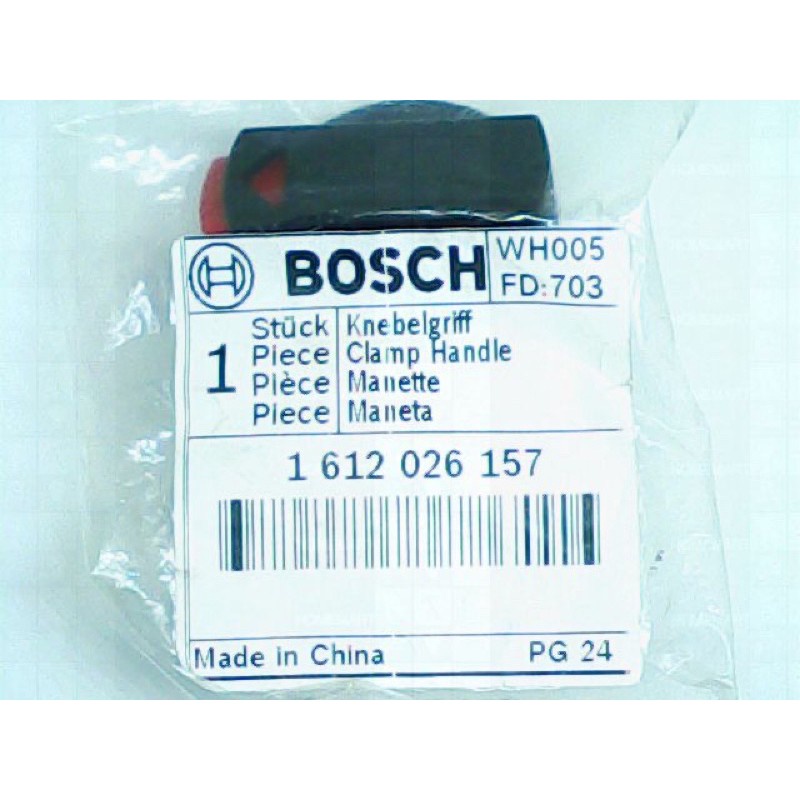 BOSCH
WH005
FD:703
1
Stück Knebelgriff
Piece Clamp Handle
Pièce Manette
Piece Maneta
1 612 026 157
Made in China PG 24